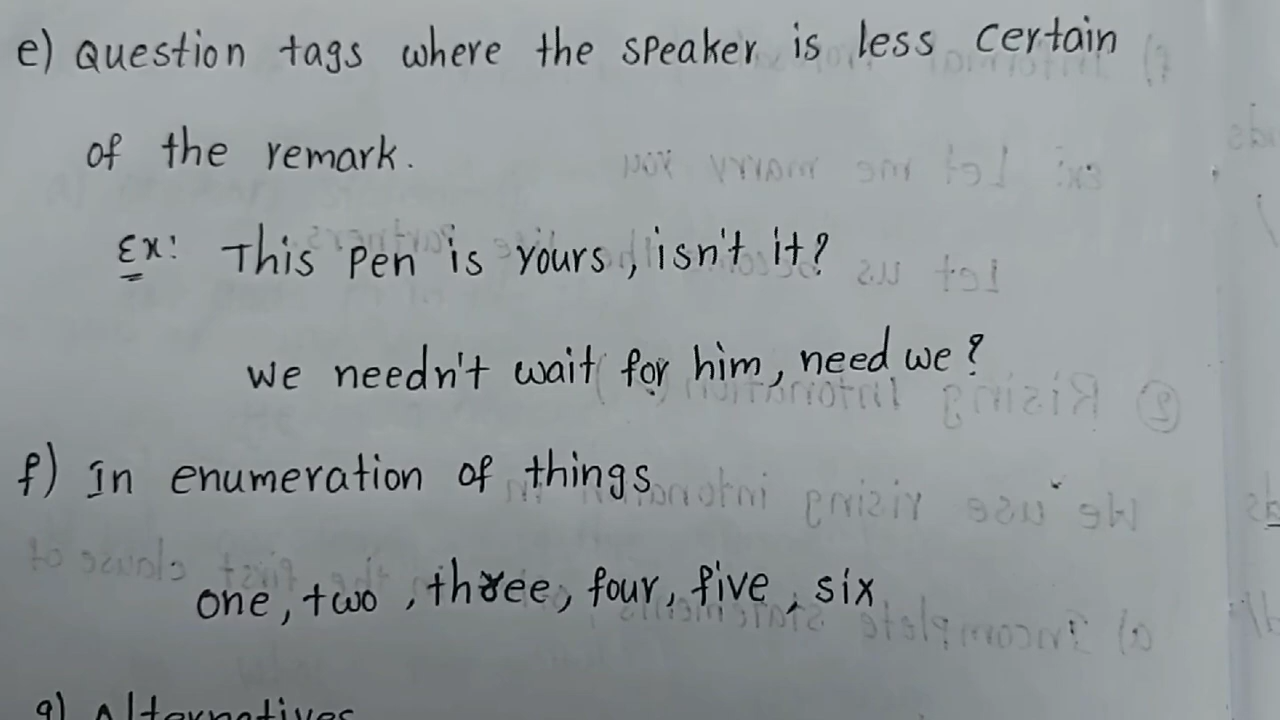 e) Question tags where the speaker is less certain
of the remark.
Ex: This pen is yours, isn't it?
we needn't wait for him, need we?
f) In enumeration of things
one, two, three, four, five, six
g) Alternatives